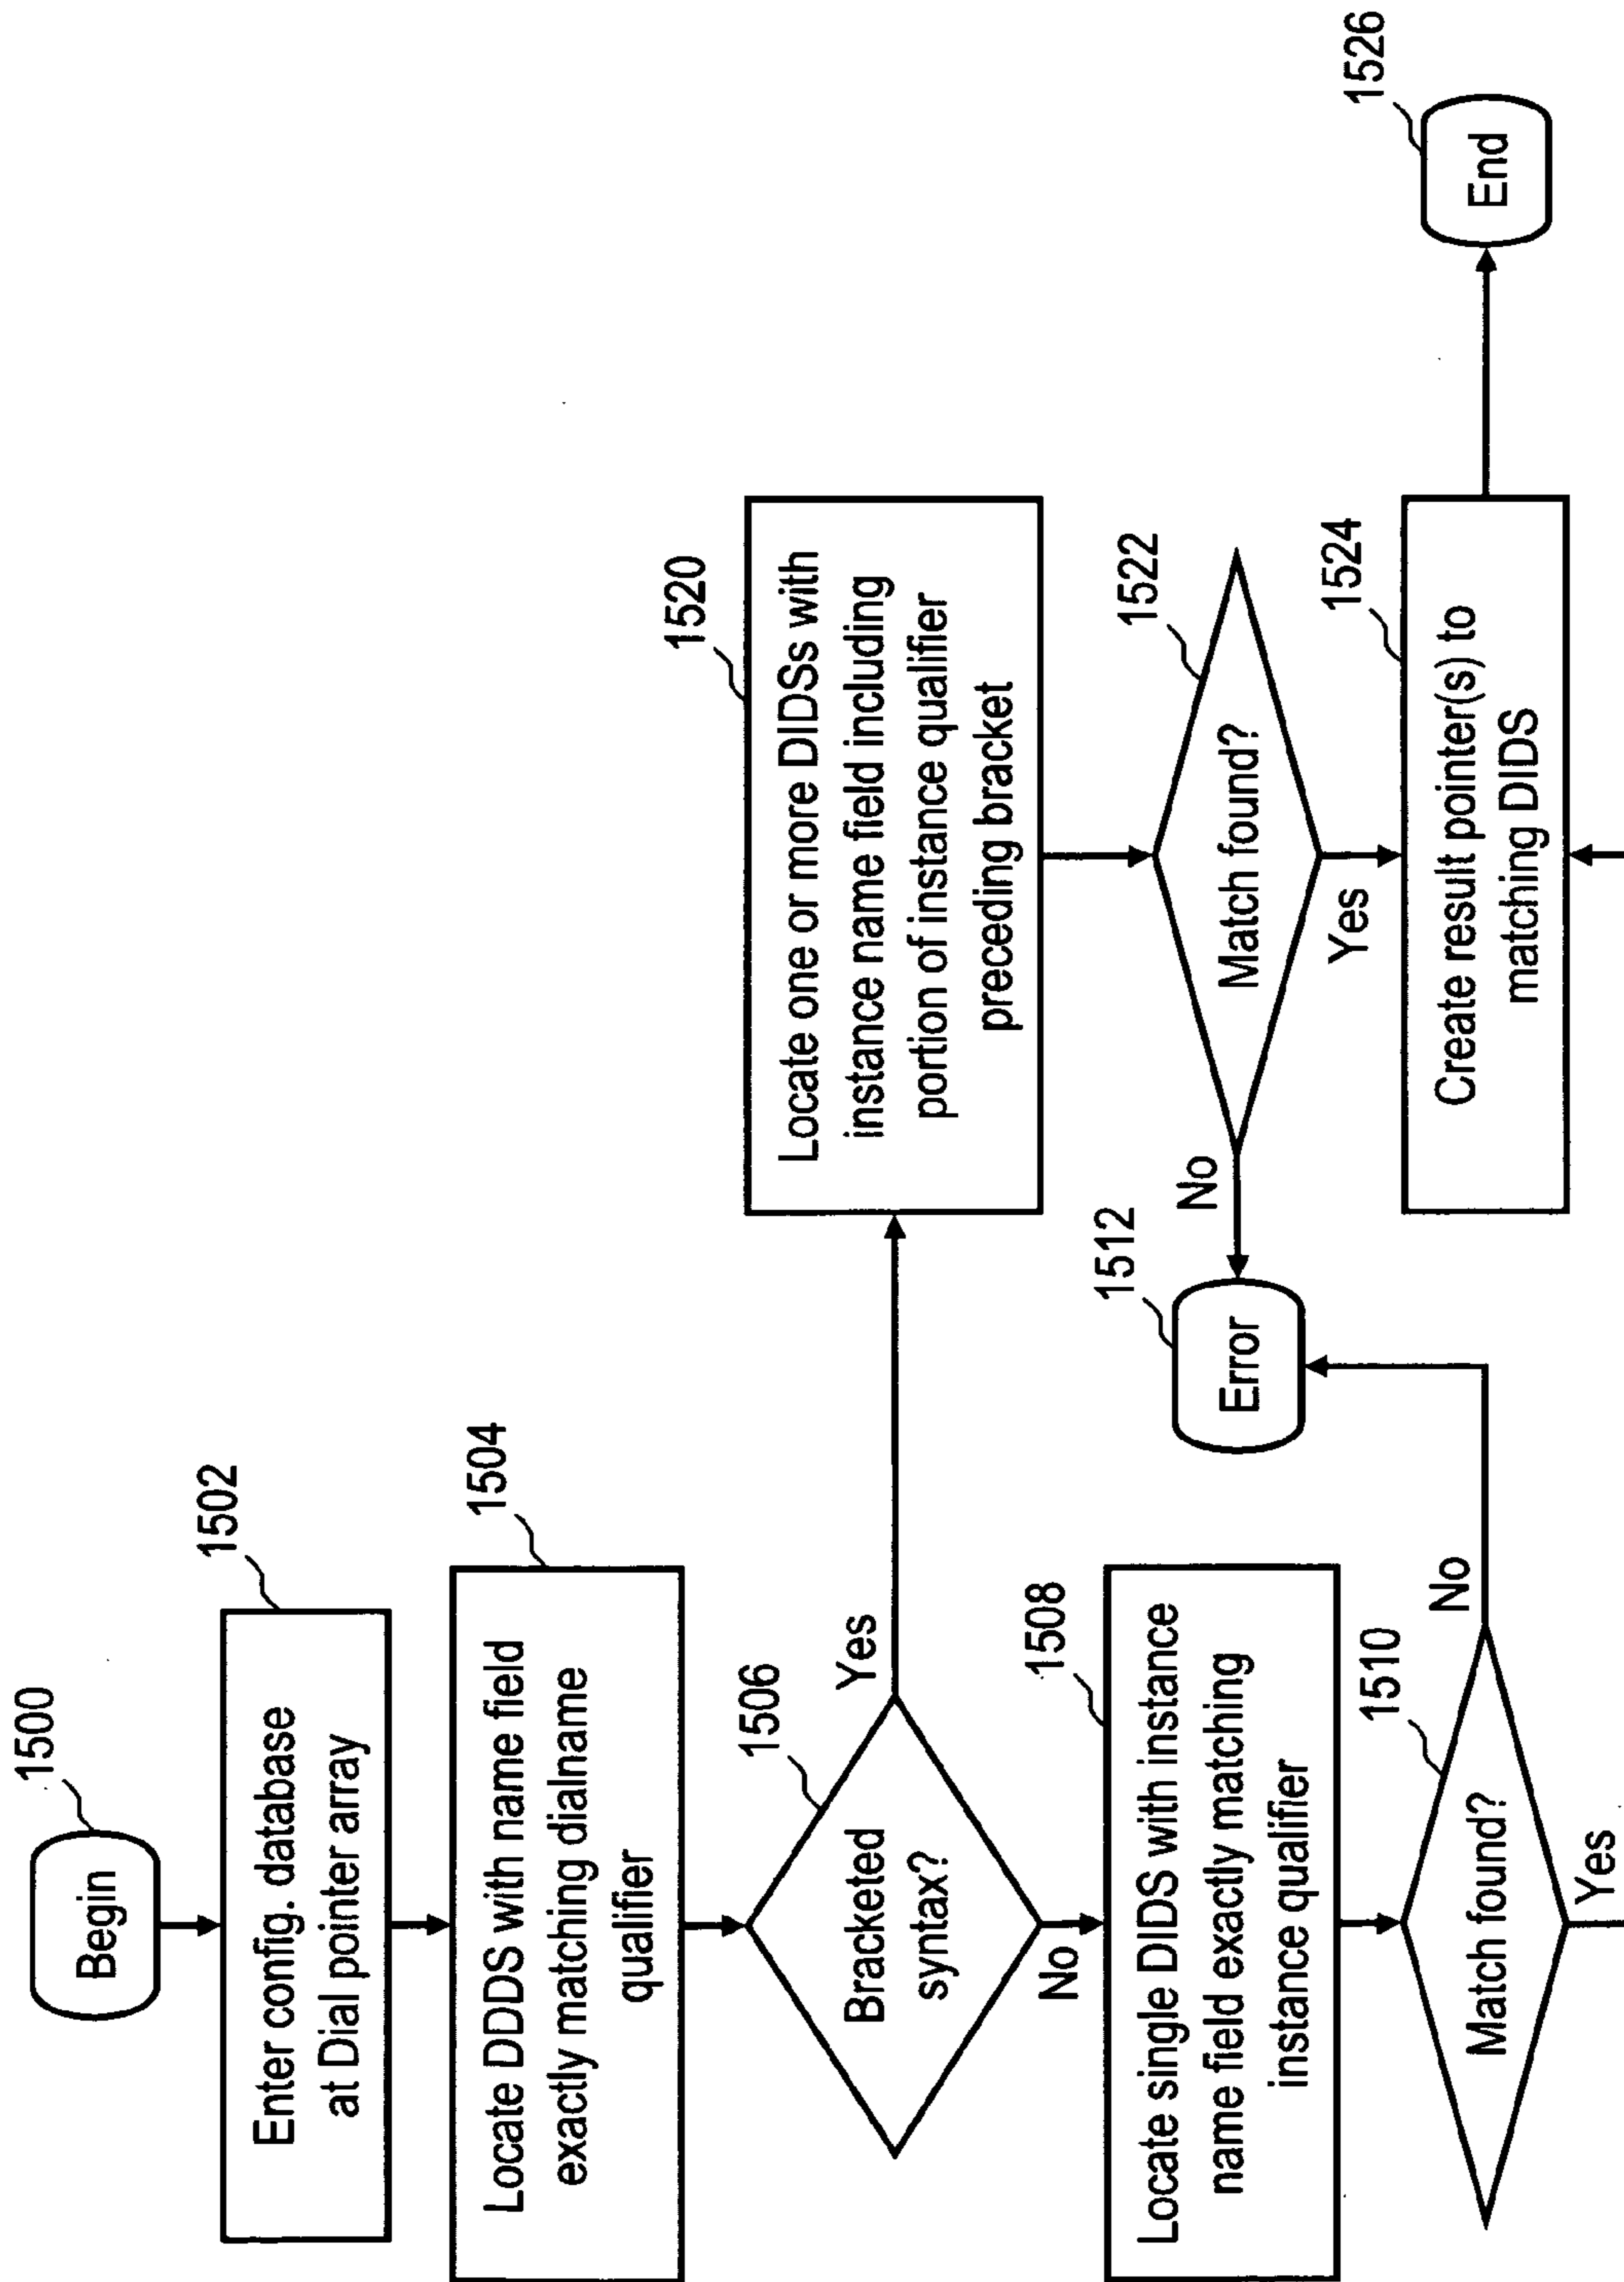 1500
Begin
1502
Enter config. database
at Dial pointer array
1504
Locate DDDS with name field
exactly matching dialname
qualifier
1506
Bracketed
syntax?
Yes
No
1508
Locate single DIDS with instance
name field exactly matching
instance qualifier
1510
Match found?
No
Yes
1512
Error
1520
Locate one or more DIDSs with
instance name field including
portion of instance qualifier
preceding bracket
1522
Match found?
No
Yes
1524
Create result pointer(s) to
matching DIDS
1526
End